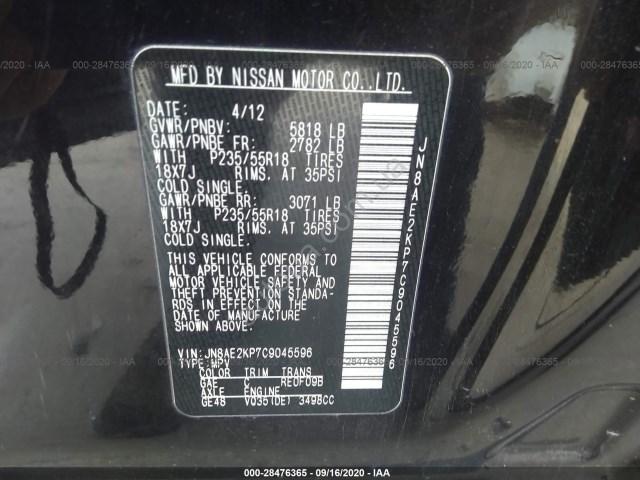 000-28476365 - 09/16/2020 - IAA
MFD BY NISSAN MOTOR CO.,LTD.
DATE: 4/12
GVWR/PNBV: 5818 LB
GAWR/PNBE FR: 2782 LB
WITH P235/55R18 TIRES
18X7J RIMS, AT 35PSI
COLD SINGLE.
GAWR/PNBE RR: 3071 LB
WITH P235/55R18 TIRES
18X7J RIMS, AT 35PSI
COLD SINGLE.
THIS VEHICLE CONFORMS TO
ALL APPLICABLE FEDERAL
MOTOR VEHICLE SAFETY AND
THEFT PREVENTION STANDA-
RDS IN EFFECT ON THE
DATE OF MANUFACTURE
SHOWN ABOVE.
VIN: JN8AE2KP7C9045596
TYPE:MPV
COLOR TRIM TRANS
GAE C RE0F09B
AXLE ENGINE
GE48 VQ35(DE) 3498CC
JN8AE2KP7C9045596
000-28476365 - 09/16/2020 - IAA